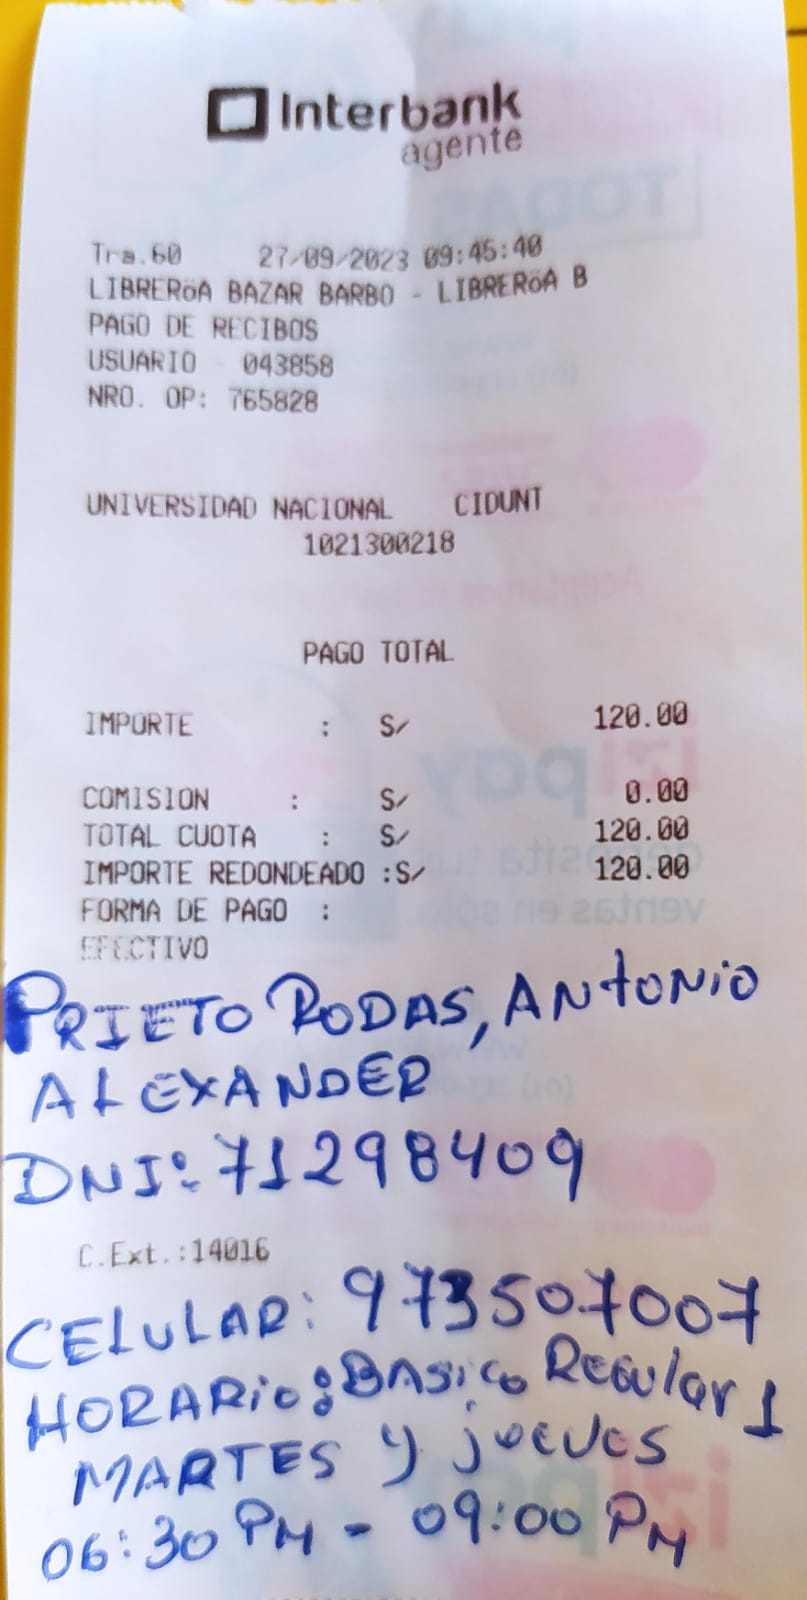 Interbank
agente
Tra.60 27/09/2023 09:45:40
LIBRERöA BAZAR BARBO - LIBRERöA B
PAGO DE RECIBOS
USUARIO - 043858
NRO. OP: 765828
UNIVERSIDAD NACIONAL CIDUNT
1021300218
PAGO TOTAL
IMPORTE : S/ 120.00
COMISION : S/ 0.00
TOTAL CUOTA : S/ 120.00
IMPORTE REDONDEADO :S/ 120.00
FORMA DE PAGO :
EFECTIVO
PRIETO RODAS, ANtONiO
ALEXANDER
DNI: 71298409
C.Ext.:14016
CELULAR: 973507007
HORARio: BASico Regular 1
MARTES y jueves
06:30 PM - 09:00 PM